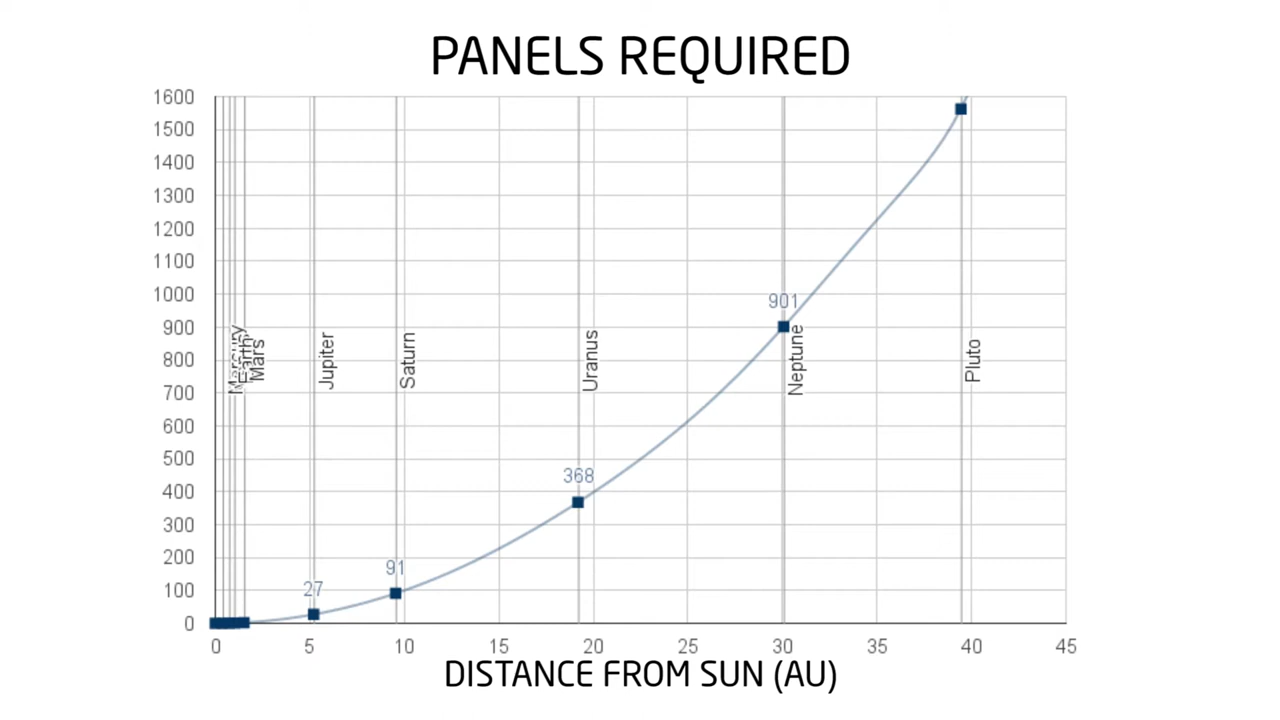 PANELS REQUIRED
1600
1500
1400
1300
1200
1100
1000
900
800
700
600
500
400
300
200
100
0
901
368
91
27
Mercury
Earth
Mars
Jupiter
Saturn
Uranus
Neptune
Pluto
0 5 10 15 20 25 30 35 40 45
DISTANCE FROM SUN (AU)